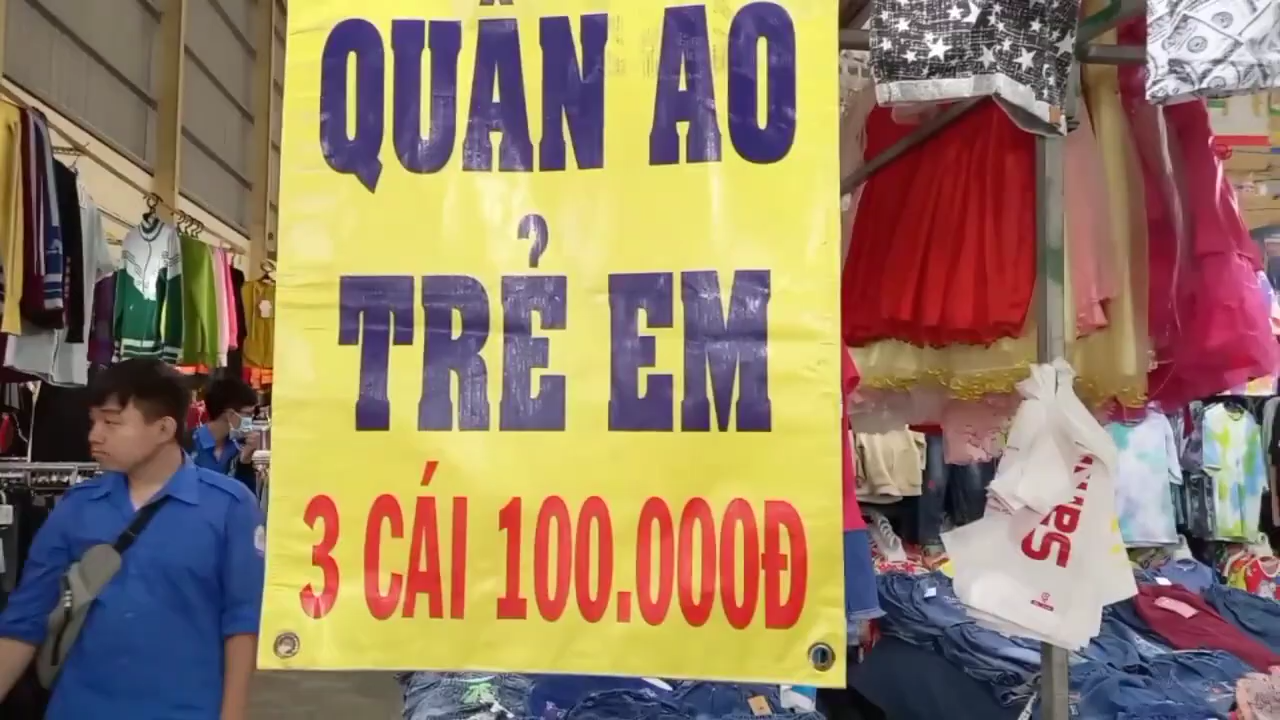 QUẦN ÁO
TRẺ EM
3 CÁI 100.000Đ